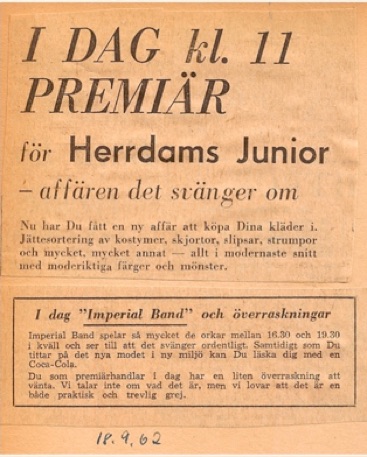 I DAG kl. 11
PREMIÄR
för Herrdams Junior
– affären det svänger om
Nu har Du fått en ny affär att köpa Dina kläder i.
Jättesortering av kostymer, skjortor, slipsar, strumpor
och mycket, mycket annat — allt i modernaste snitt
med moderiktiga färger och mönster.
I dag "Imperial Band" och överraskningar
Imperial Band spelar så mycket de orkar mellan 16.30 och 19.30
i kväll och ser till att det svänger ordentligt. Samtidigt som Du
tittar på det nya modet i ny miljö kan Du läska dig med en
Coca-Cola.
Du som premiärhandlar i dag har en liten överraskning att
vänta. Vi talar inte om vad det är, men vi lovar att det är en
både praktisk och trevlig grej.
18.9.62